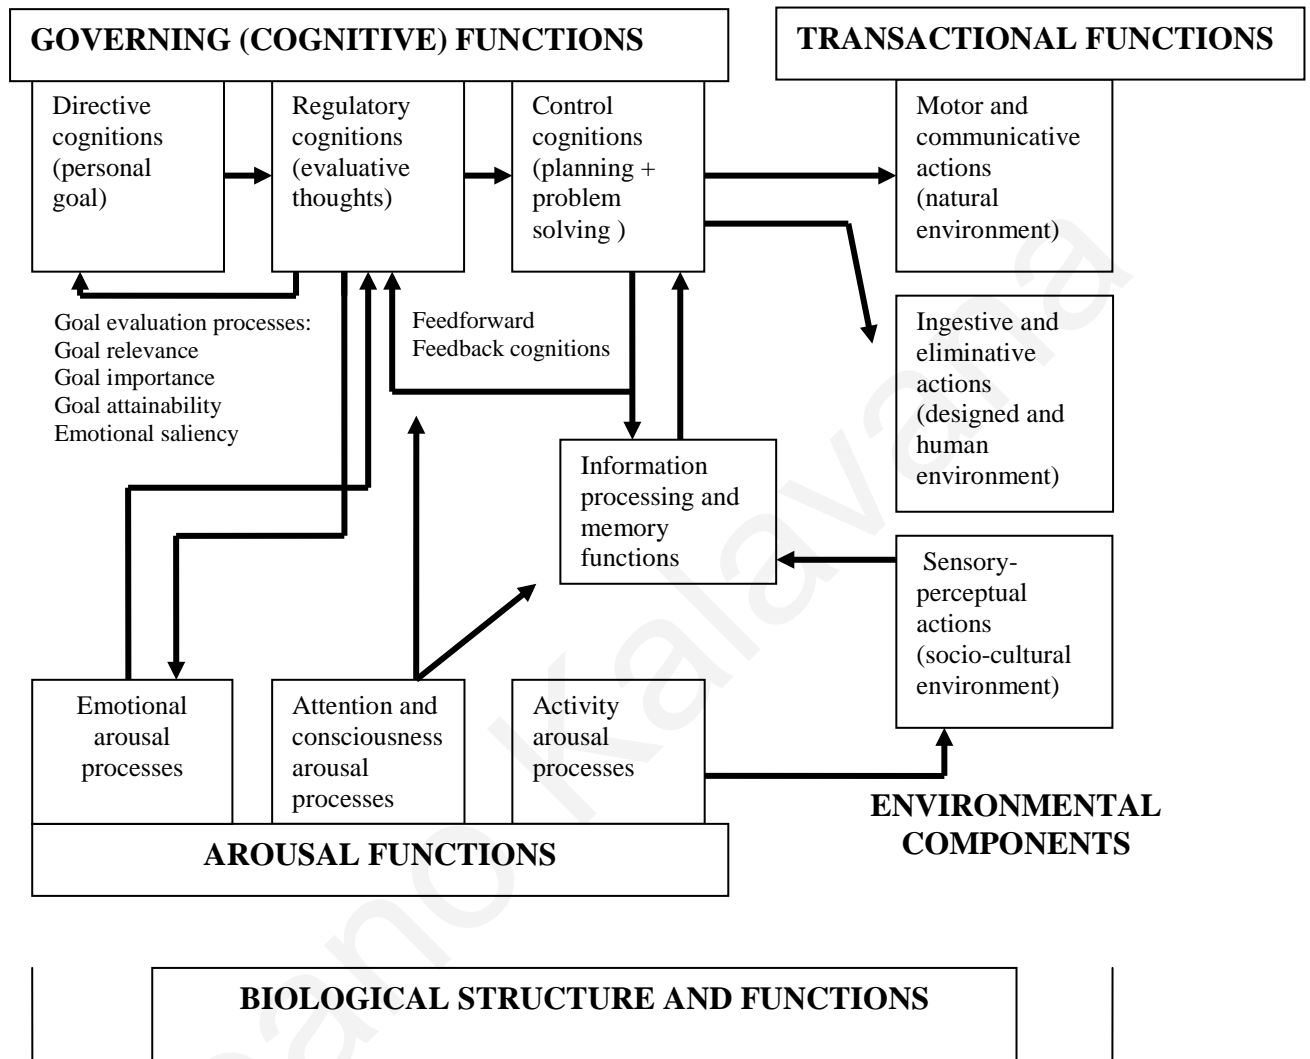 GOVERNING (COGNITIVE) FUNCTIONS
TRANSACTIONAL FUNCTIONS
Directive
cognitions
(personal
goal)
Regulatory
cognitions
(evaluative
thoughts)
Control
cognitions
(planning +
problem
solving )
Motor and
communicative
actions
(natural
environment)
Goal evaluation processes:
Goal relevance
Goal importance
Goal attainability
Emotional saliency
Feedforward
Feedback cognitions
Ingestive and
eliminative
actions
(designed and
human
environment)
Information
processing and
memory
functions
Sensory-
perceptual
actions
(socio-cultural
environment)
Emotional
arousal
processes
Attention and
consciousness
arousal
processes
Activity
arousal
processes
ENVIRONMENTAL
COMPONENTS
AROUSAL FUNCTIONS
BIOLOGICAL STRUCTURE AND FUNCTIONS
Kalavana